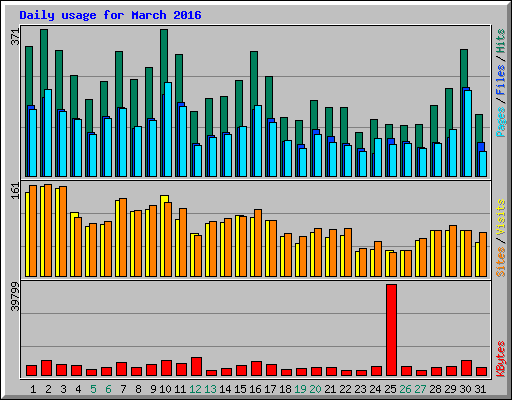 Daily usage for March 2016
371
Pages / Files / Hits
161
Sites / Visits
39799
KBytes
1 2 3 4 5 6 7 8 9 10 11 12 13 14 15 16 17 18 19 20 21 22 23 24 25 26 27 28 29 30 31